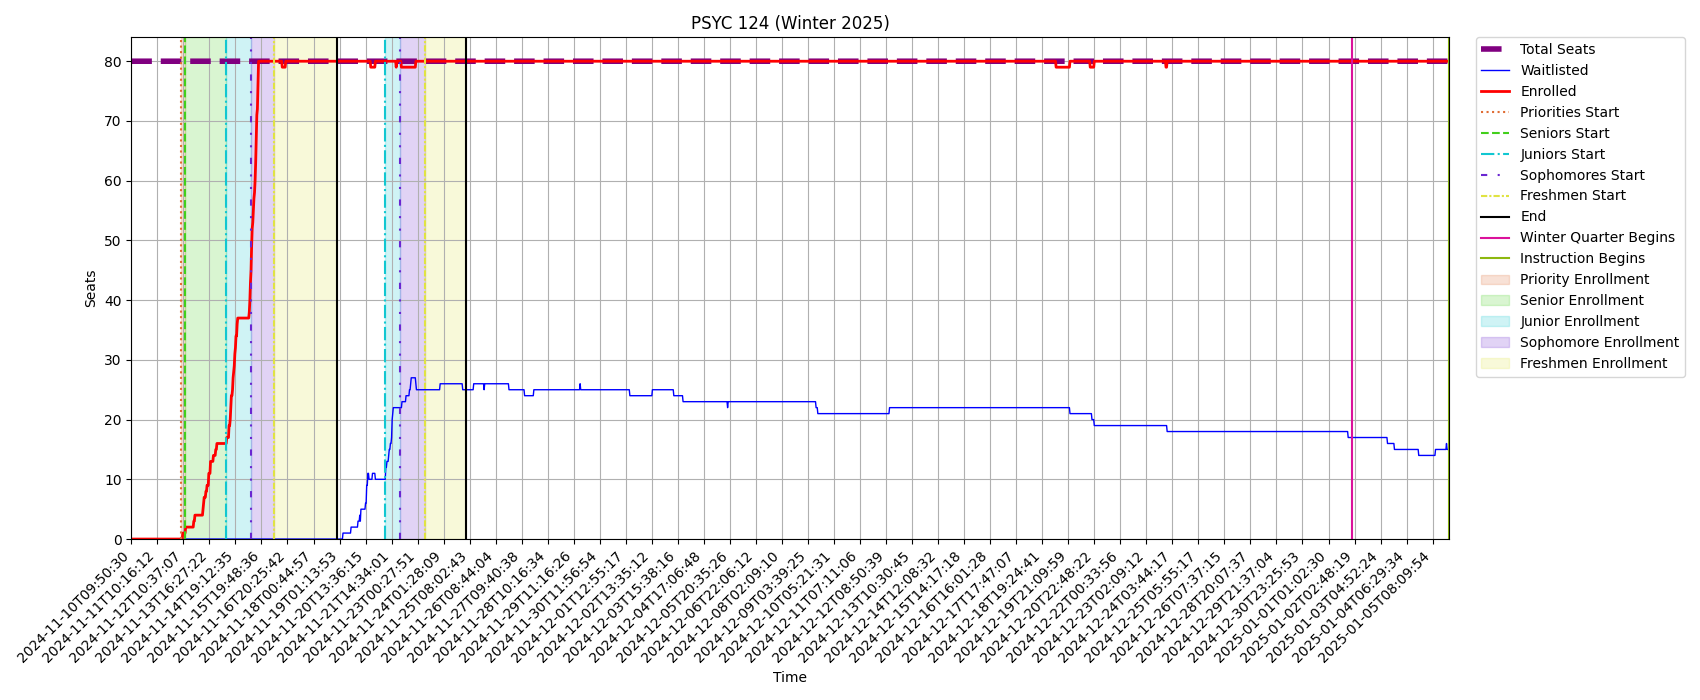 PSYC 124 (Winter 2025)
Total Seats
Waitlisted
Enrolled
Priorities Start
Seniors Start
Juniors Start
Sophomores Start
Freshmen Start
End
Winter Quarter Begins
Instruction Begins
Priority Enrollment
Senior Enrollment
Junior Enrollment
Sophomore Enrollment
Freshmen Enrollment
Seats
80
70
60
50
40
30
20
10
0
2024-11-10T09:50:30
2024-11-11T10:16:12
2024-11-12T10:37:07
2024-11-13T16:27:22
2024-11-14T19:12:35
2024-11-15T19:48:36
2024-11-16T20:25:42
2024-11-18T00:44:57
2024-11-19T01:13:53
2024-11-20T13:36:15
2024-11-21T14:34:01
2024-11-23T00:27:51
2024-11-24T01:28:09
2024-11-25T08:02:43
2024-11-26T08:44:04
2024-11-27T09:40:38
2024-11-28T10:16:34
2024-11-29T11:16:26
2024-11-30T11:56:54
2024-12-01T12:55:17
2024-12-02T13:35:12
2024-12-03T15:38:16
2024-12-04T17:06:48
2024-12-05T20:35:26
2024-12-06T22:06:12
2024-12-08T02:09:10
2024-12-09T03:39:25
2024-12-10T05:21:31
2024-12-11T07:11:06
2024-12-12T08:50:39
2024-12-13T10:30:45
2024-12-14T12:08:32
2024-12-15T14:17:18
2024-12-16T16:01:28
2024-12-17T17:47:07
2024-12-18T19:24:41
2024-12-19T21:09:59
2024-12-20T22:48:22
2024-12-22T00:33:56
2024-12-23T02:09:12
2024-12-24T03:44:17
2024-12-25T05:55:17
2024-12-26T07:37:15
2024-12-28T20:07:37
2024-12-29T21:37:04
2024-12-30T23:25:53
2025-01-01T01:02:30
2025-01-02T02:48:19
2025-01-03T04:52:24
2025-01-04T06:29:34
2025-01-05T08:09:54
Time